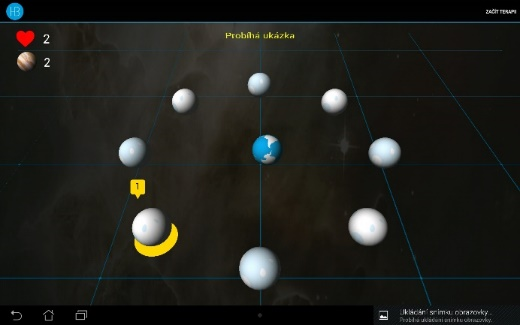 HB
ZAČÍT TERAPII
Probíhá ukázka
2
2
1
Ukládání snímku obrazovky...
Probíhá ukládání snímku obrazovky.